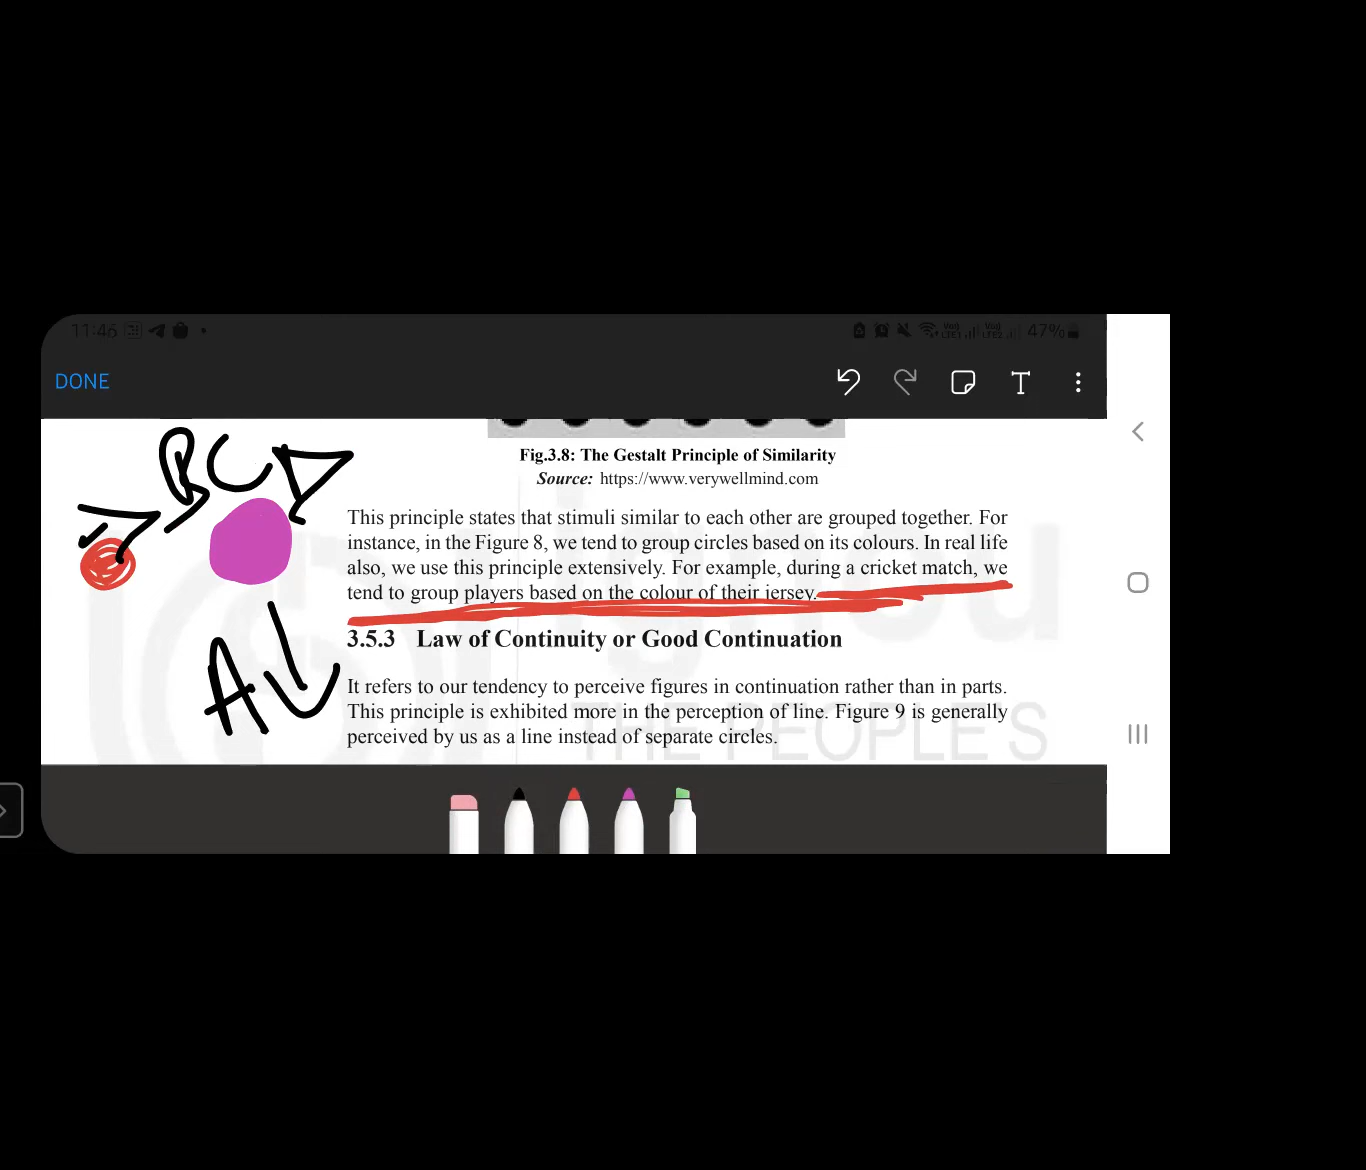 11:46
47%
DONE
T
BCD
Fig.3.8: The Gestalt Principle of Similarity
Source: https://www.verywellmind.com
This principle states that stimuli similar to each other are grouped together. For
instance, in the Figure 8, we tend to group circles based on its colours. In real life
also, we use this principle extensively. For example, during a cricket match, we
tend to group players based on the colour of their jersey.
3.5.3 Law of Continuity or Good Continuation
It refers to our tendency to perceive figures in continuation rather than in parts.
This principle is exhibited more in the perception of line. Figure 9 is generally
perceived by us as a line instead of separate circles.
ignou
THE PEOPLE'S